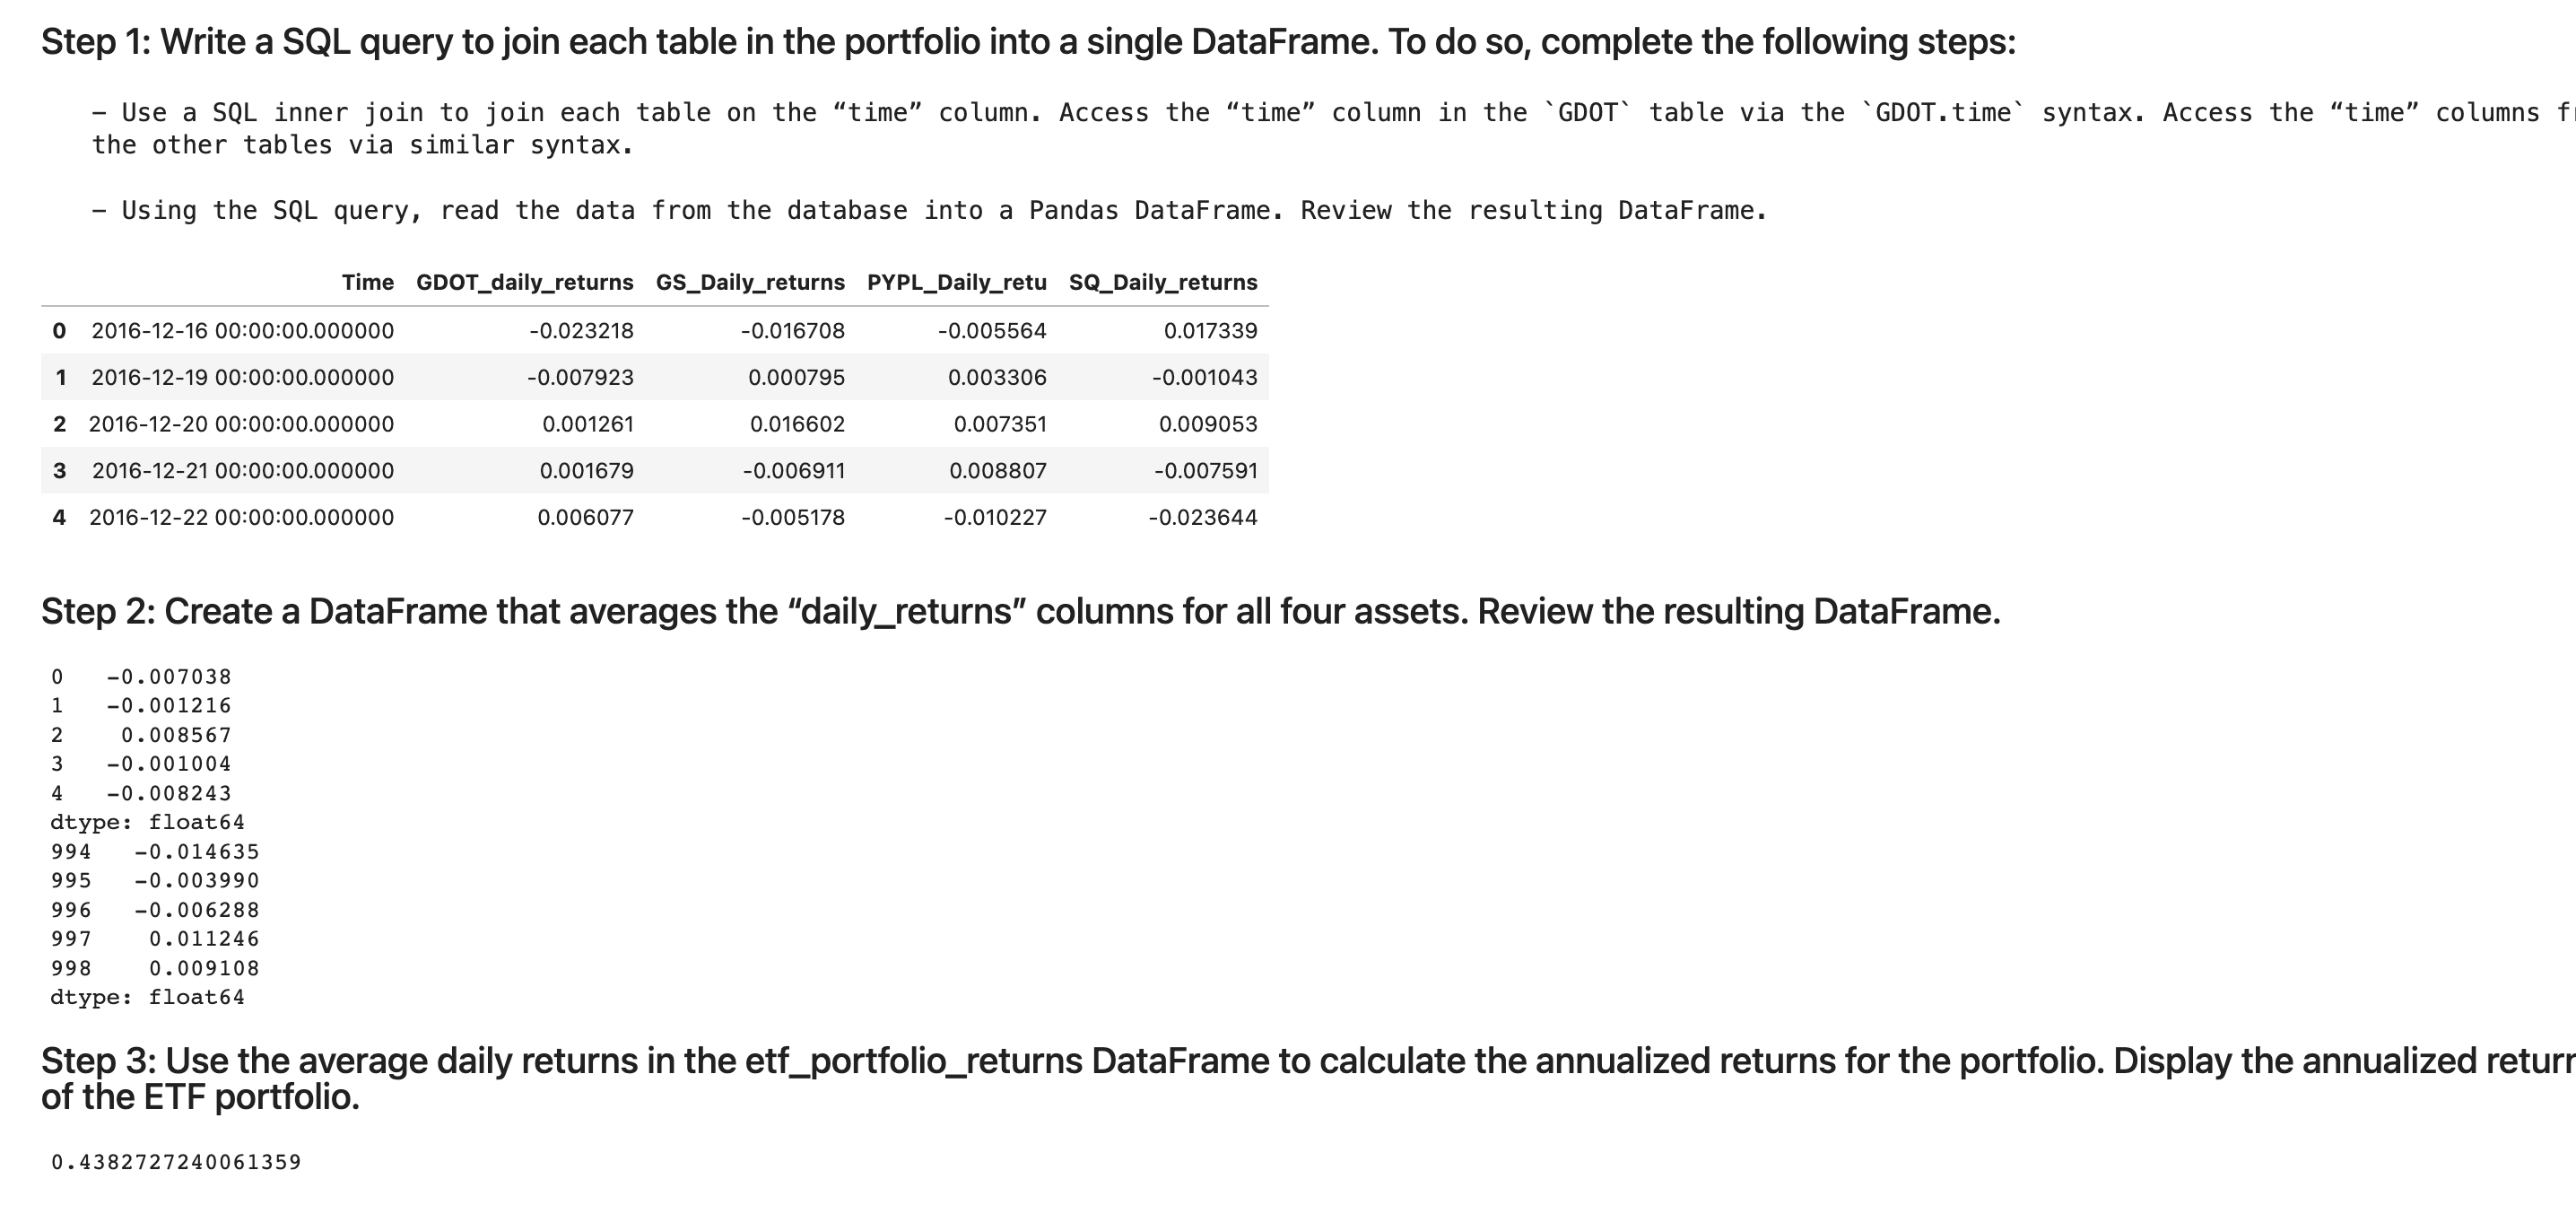 Step 1: Write a SQL query to join each table in the portfolio into a single DataFrame. To do so, complete the following steps:
– Use a SQL inner join to join each table on the “time” column. Access the “time” column in the `GDOT` table via the `GDOT.time` syntax. Access the “time” columns
the other tables via similar syntax.
– Using the SQL query, read the data from the database into a Pandas DataFrame. Review the resulting DataFrame.
Time GDOT_daily_returns GS_Daily_returns PYPL_Daily_retu SQ_Daily_returns
0 2016-12-16 00:00:00.000000 -0.023218 -0.016708 -0.005564 0.017339
1 2016-12-19 00:00:00.000000 -0.007923 0.000795 0.003306 -0.001043
2 2016-12-20 00:00:00.000000 0.001261 0.016602 0.007351 0.009053
3 2016-12-21 00:00:00.000000 0.001679 -0.006911 0.008807 -0.007591
4 2016-12-22 00:00:00.000000 0.006077 -0.005178 -0.010227 -0.023644
Step 2: Create a DataFrame that averages the “daily_returns” columns for all four assets. Review the resulting DataFrame.
0 -0.007038
1 -0.001216
2 0.008567
3 -0.001004
4 -0.008243
dtype: float64
994 -0.014635
995 -0.003990
996 -0.006288
997 0.011246
998 0.009108
dtype: float64
Step 3: Use the average daily returns in the etf_portfolio_returns DataFrame to calculate the annualized returns for the portfolio. Display the annualized
of the ETF portfolio.
0.4382727240061359